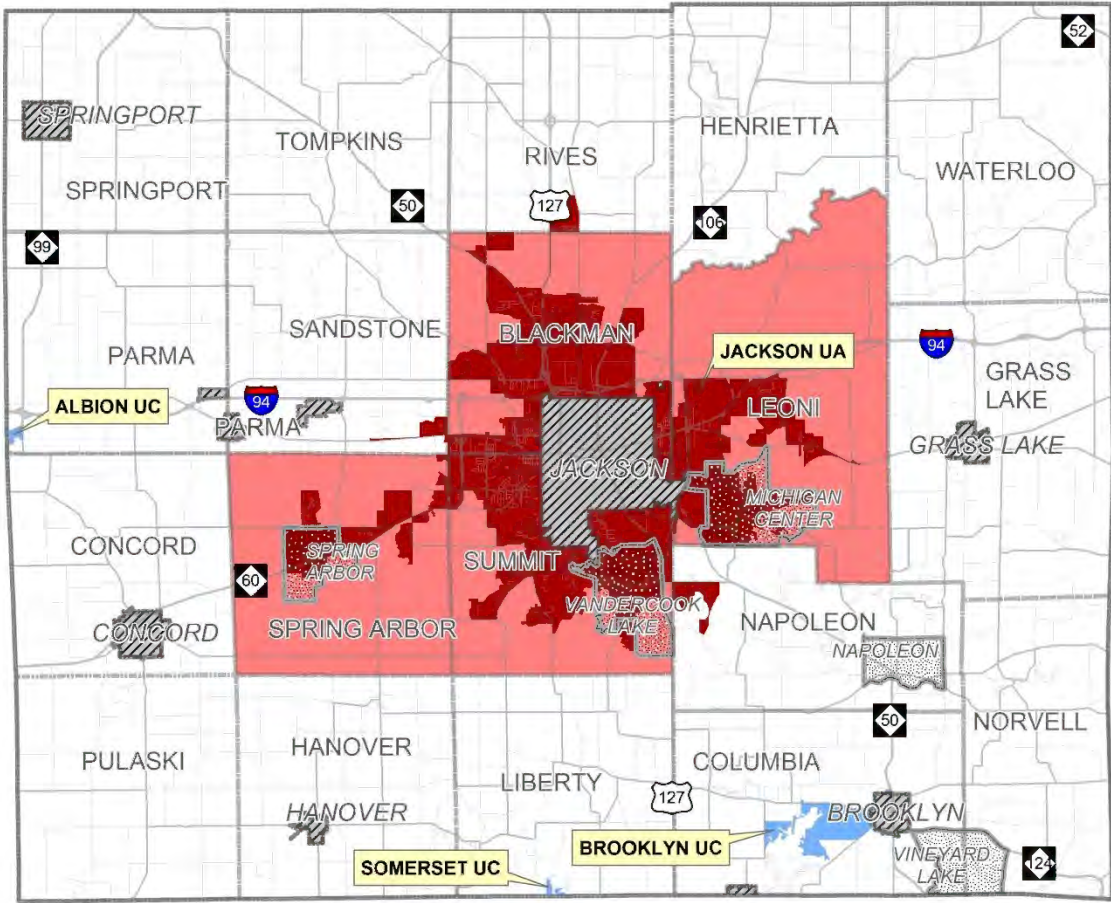 52
SPRINGPORT
TOMPKINS
RIVES
HENRIETTA
WATERLOO
SPRINGPORT
50
127
106
99
PARMA
SANDSTONE
BLACKMAN
JACKSON UA
94
GRASS
LAKE
ALBION UC
94
PARMA
LEONI
GRASS LAKE
JACKSON
MICHIGAN
CENTER
CONCORD
SPRING
ARBOR
SUMMIT
60
VANDERCOOK
LAKE
CONCORD
SPRING ARBOR
NAPOLEON
NAPOLEON
50
NORVELL
PULASKI
HANOVER
LIBERTY
COLUMBIA
127
HANOVER
BROOKLYN
BROOKLYN UC
SOMERSET UC
VINEYARD
LAKE
124